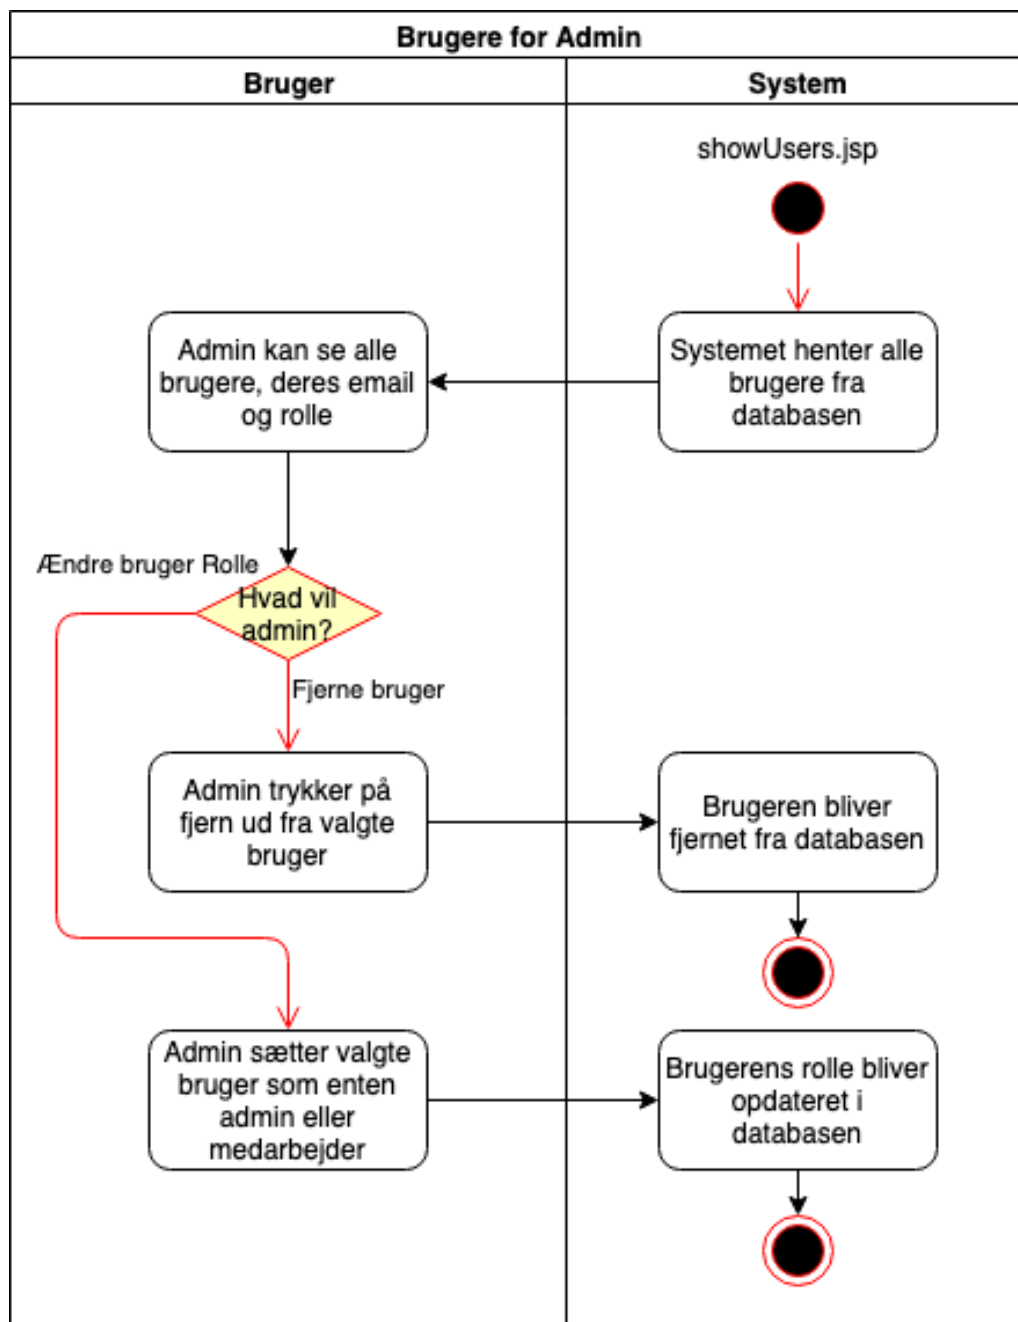 Brugere for Admin
Bruger
System
showUsers.jsp
Systemet henter alle
brugere fra
databasen
Admin kan se alle
brugere, deres email
og rolle
Ændre bruger Rolle
Hvad vil
admin?
Fjerne bruger
Admin trykker på
fjern ud fra valgte
bruger
Brugeren bliver
fjernet fra databasen
Admin sætter valgte
bruger som enten
admin eller
medarbejder
Brugerens rolle bliver
opdateret i
databasen